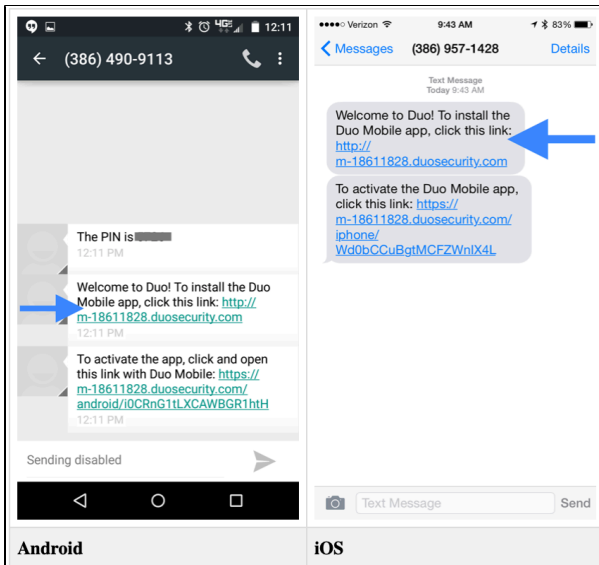 4G
12:11
(386) 490-9113
The PIN is
12:11 PM
Welcome to Duo! To install the Duo
Mobile app, click this link: http://
m-18611828.duosecurity.com
12:11 PM
To activate the app, click and open
this link with Duo Mobile: https://
m-18611828.duosecurity.com/
android/i0CRnG1tLXCAWBGR1htH
12:11 PM
Sending disabled
Android
Verizon 9:43 AM 83%
Messages (386) 957-1428 Details
Text Message
Today 9:43 AM
Welcome to Duo! To install the
Duo Mobile app, click this link:
http://
m-18611828.duosecurity.com
To activate the Duo Mobile app,
click this link: https://
m-18611828.duosecurity.com/
iphone/
Wd0bCCuBgtMCFZWnIX4L
Text Message Send
iOS